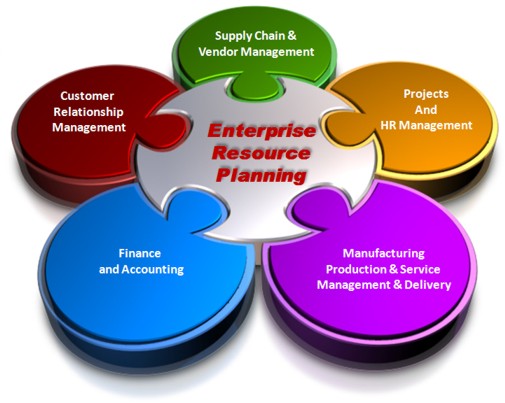 Supply Chain &
Vendor Management
Customer
Relationship
Management
Projects
And
HR Management
Enterprise
Resource
Planning
Finance
and Accounting
Manufacturing
Production & Service
Management & Delivery